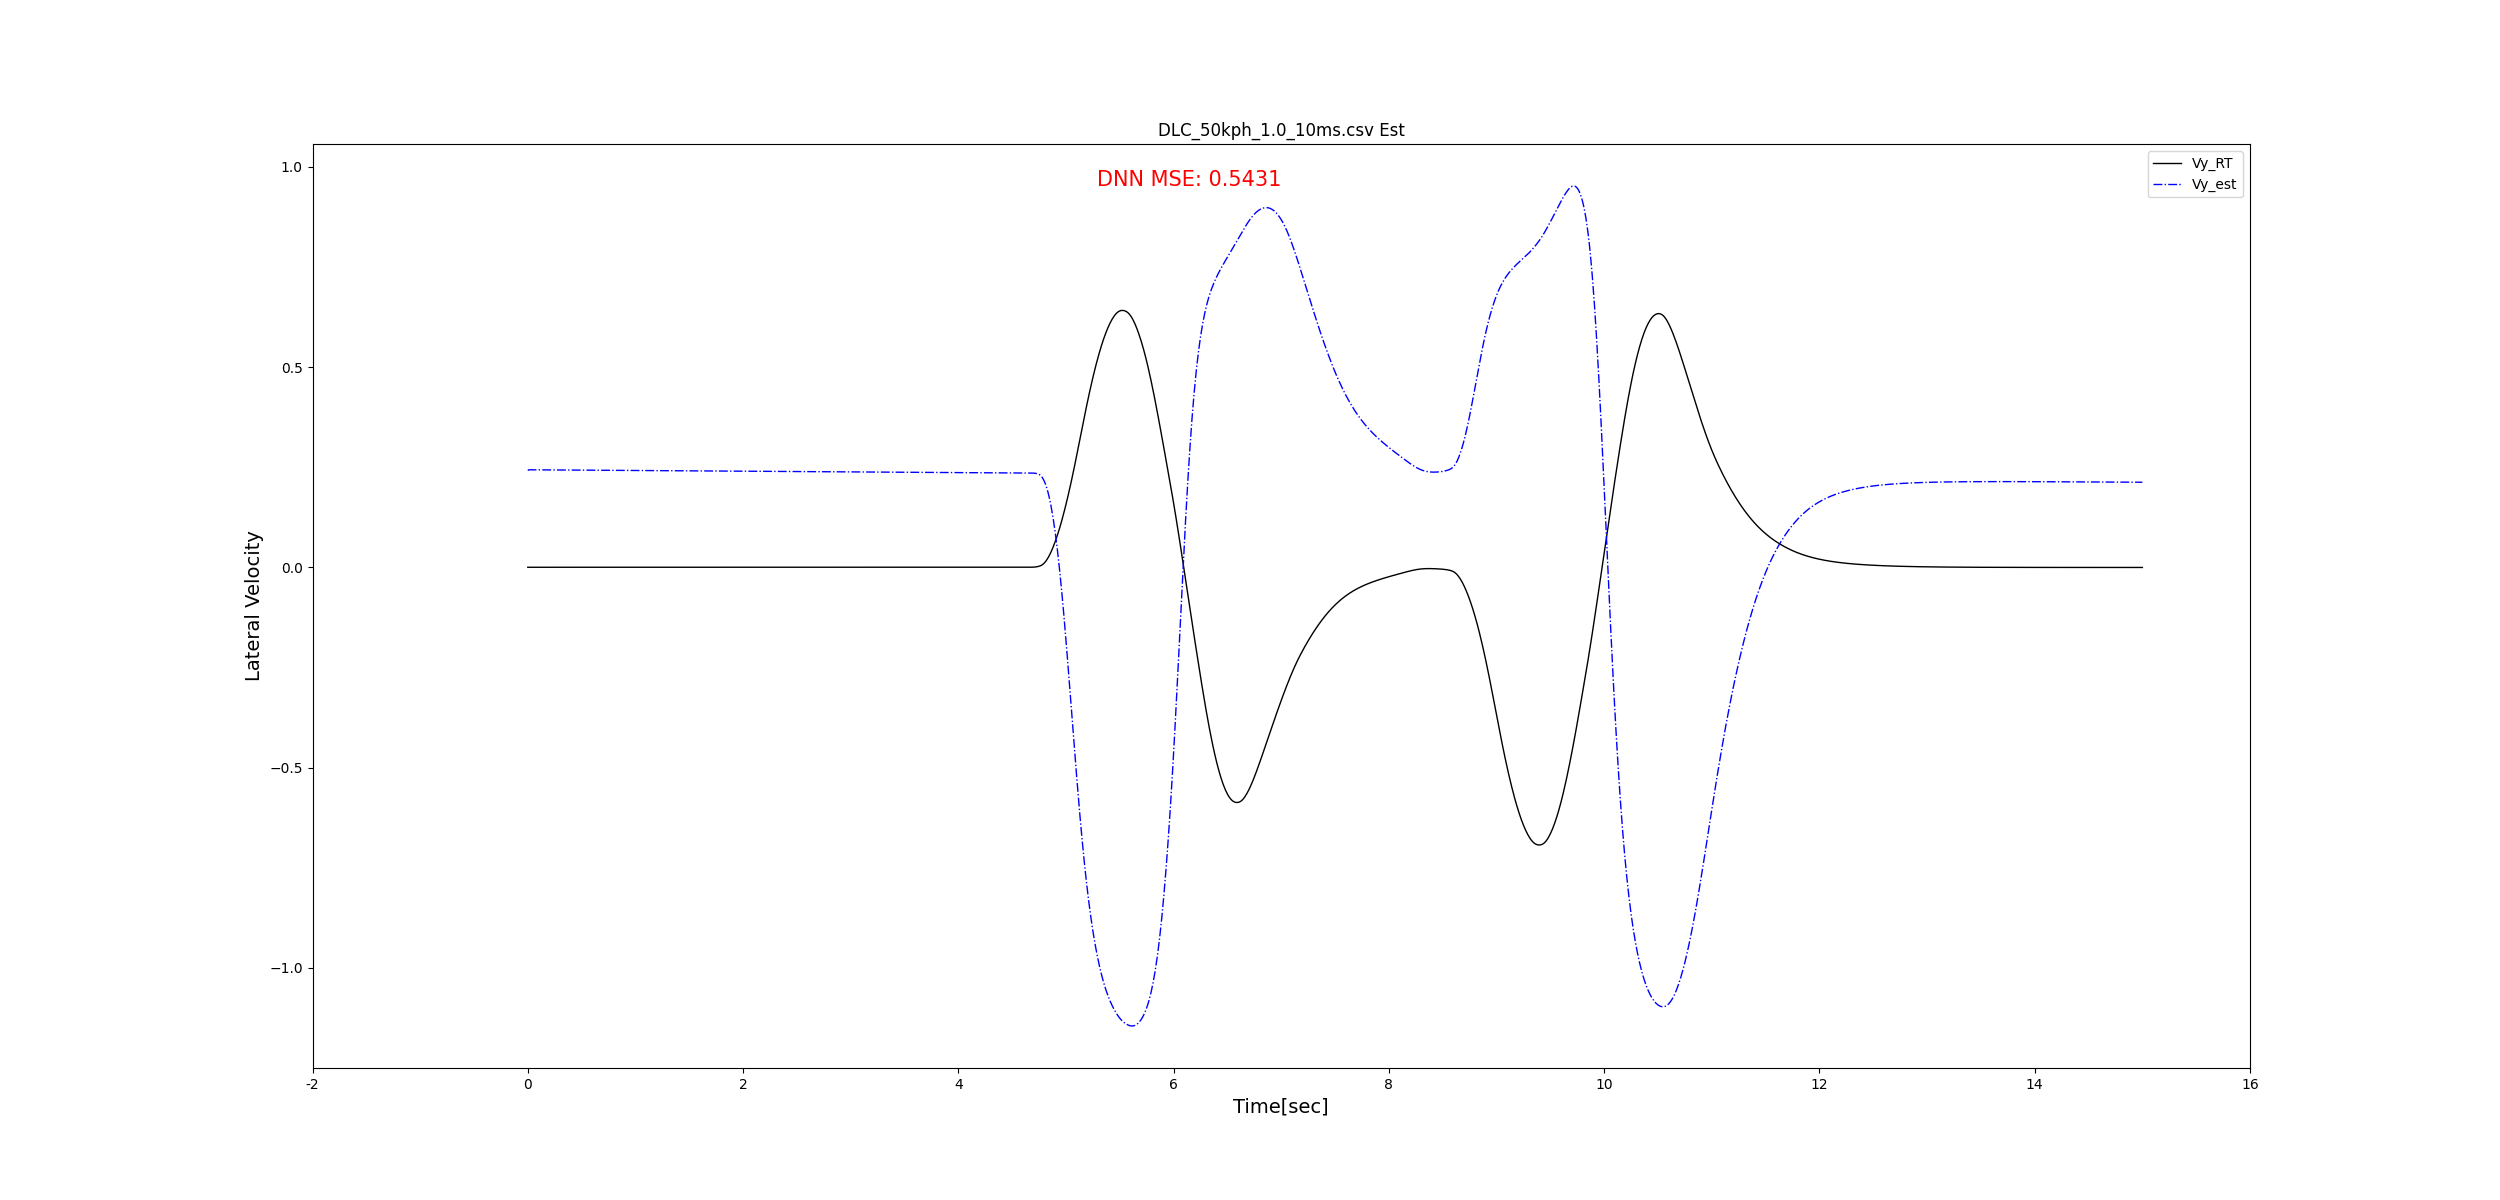 DLC_50kph_1.0_10ms.csv Est
DNN MSE: 0.5431
Vy_RT
Vy_est
1.0
0.5
0.0
−0.5
−1.0
Lateral Velocity
-2
0
2
4
6
8
10
12
14
16
Time[sec]